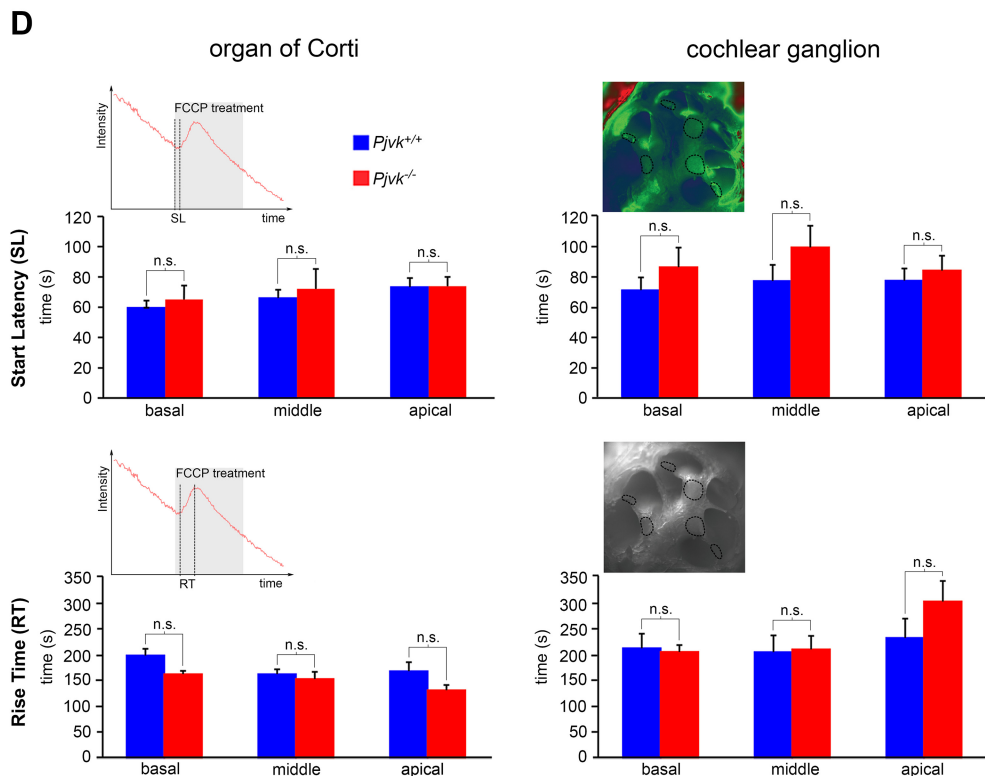 D
organ of Corti
cochlear ganglion
Intensity
FCCP treatment
SL
time
Pjvk+/+
Pjvk-/-
Start Latency (SL)
time (s)
120
100
80
60
40
20
0
n.s.
n.s.
n.s.
basal
middle
apical
time (s)
120
100
80
60
40
20
0
n.s.
n.s.
n.s.
basal
middle
apical
Intensity
FCCP treatment
RT
time
Rise Time (RT)
time (s)
350
300
250
200
150
100
50
0
n.s.
n.s.
n.s.
basal
middle
apical
time (s)
350
300
250
200
150
100
50
0
n.s.
n.s.
n.s.
basal
middle
apical